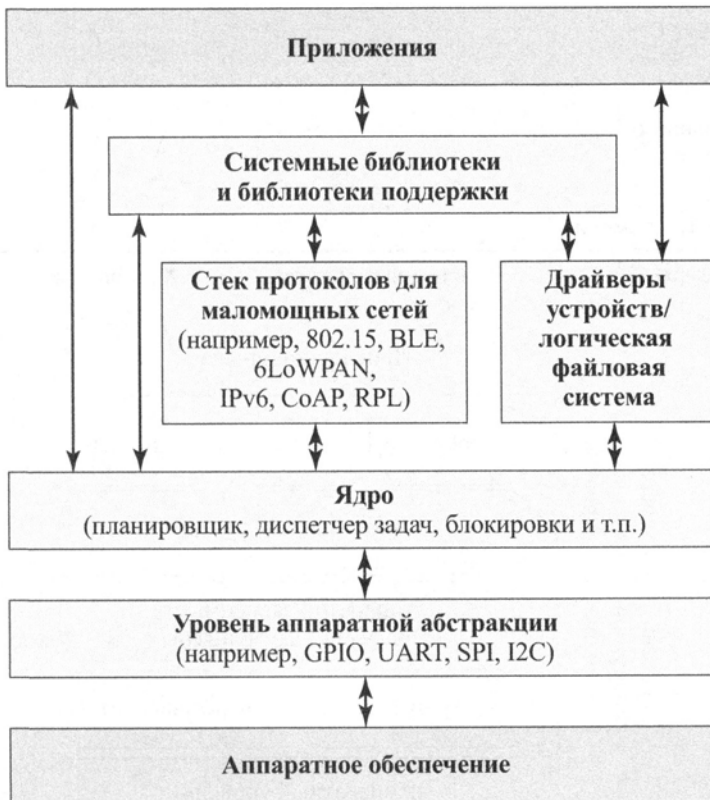 Приложения
Системные библиотеки
и библиотеки поддержки
Стек протоколов для
маломощных сетей
(например, 802.15, BLE,
6LoWPAN,
IPv6, CoAP, RPL)
Драйверы
устройств/
логическая
файловая
система
Ядро
(планировщик, диспетчер задач, блокировки и т.п.)
Уровень аппаратной абстракции
(например, GPIO, UART, SPI, I2C)
Аппаратное обеспечение